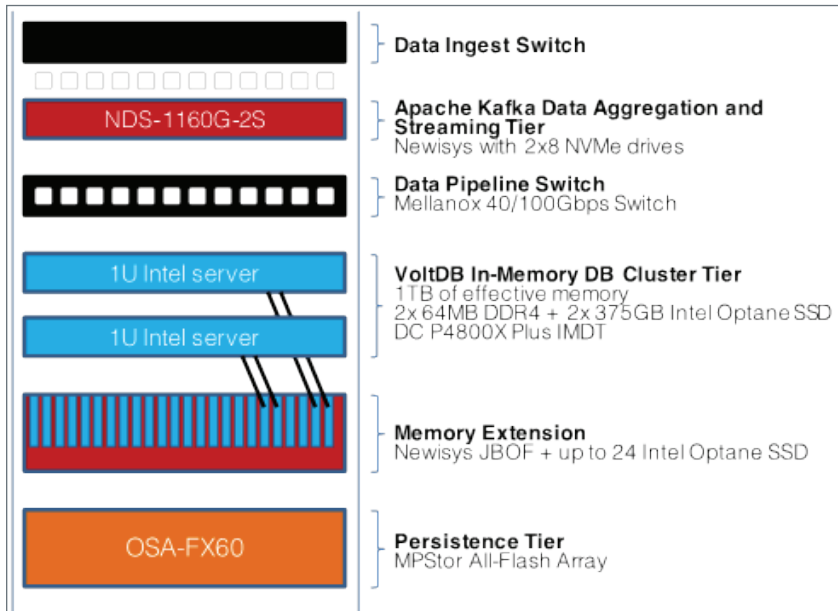 Data Ingest Switch
NDS-1160G-2S
Apache Kafka Data Aggregation and
Streaming Tier
Newisys with 2x8 NVMe drives
Data Pipeline Switch
Mellanox 40/100Gbps Switch
1U Intel server
1U Intel server
VoltDB In-Memory DB Cluster Tier
1TB of effective memory
2x 64MB DDR4 + 2x 375GB Intel Optane SSD
DC P4800X Plus IMDT
Memory Extension
Newisys JBOF + up to 24 Intel Optane SSD
OSA-FX60
Persistence Tier
MPStor All-Flash Array